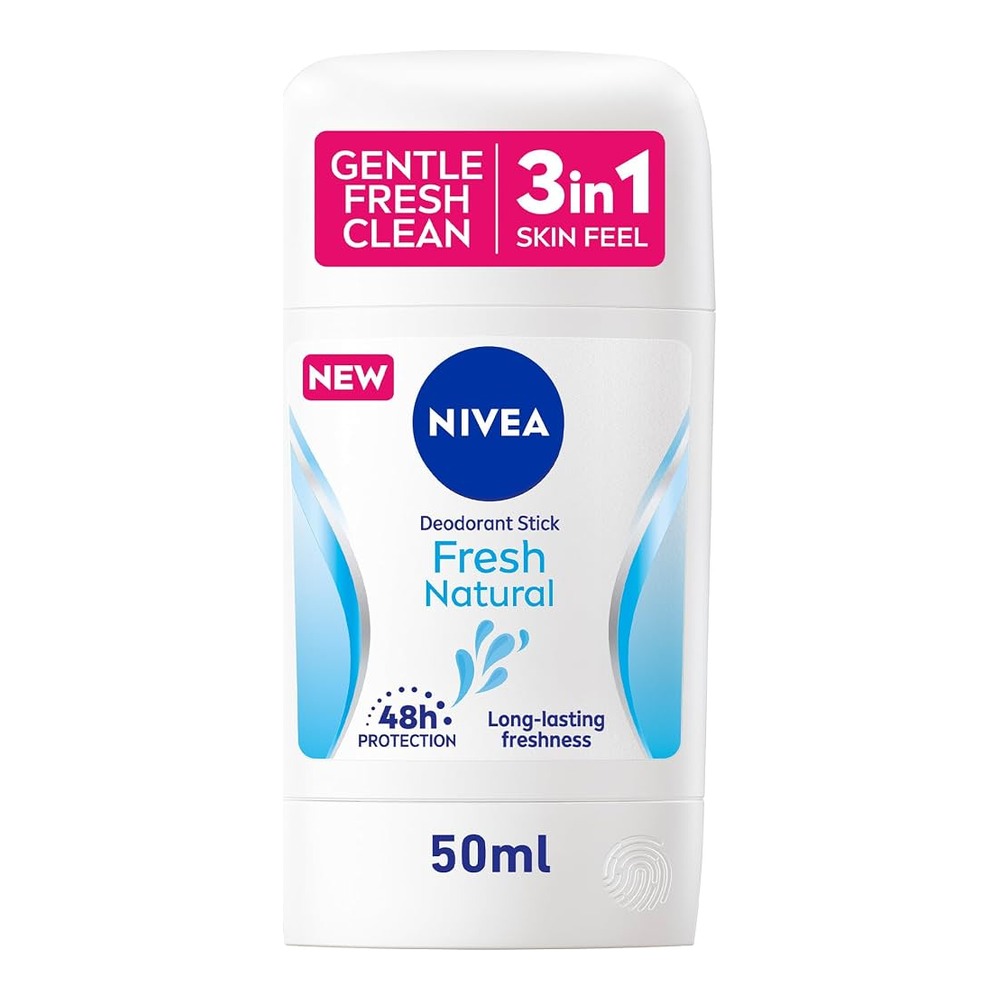 GENTLE
FRESH
CLEAN
3in1
SKIN FEEL
NEW
NIVEA
Deodorant Stick
Fresh
Natural
48h
PROTECTION
Long-lasting
freshness
50ml